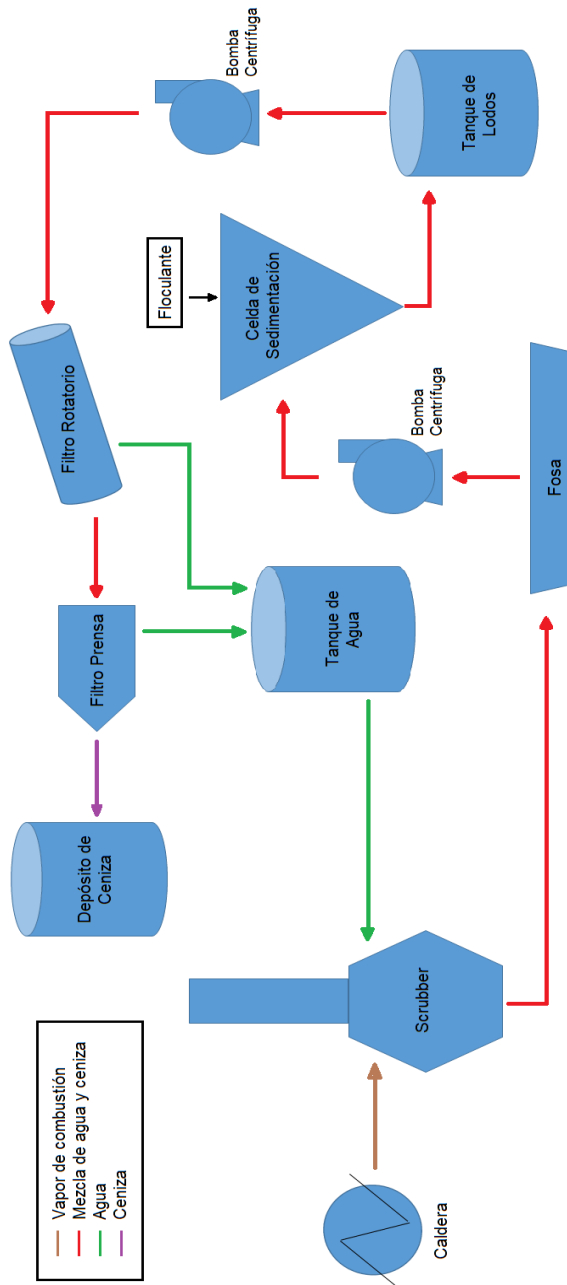 Vapor de combustión
Mezcla de agua y ceniza
Agua
Ceniza
Depósito de
Ceniza
Filtro Prensa
Filtro Rotatorio
Bomba
Centrífuga
Floculante
Celda de
Sedimentación
Tanque de
Lodos
Tanque de
Agua
Bomba
Centrífuga
Caldera
Scrubber
Fosa